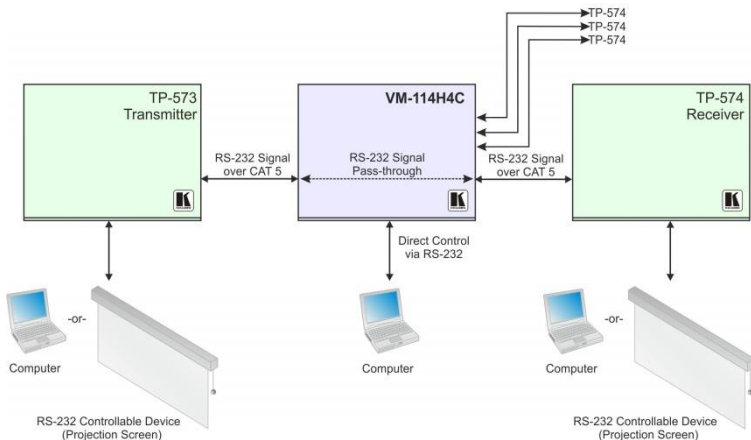 TP-574
TP-574
TP-574
TP-573
Transmitter
VM-114H4C
TP-574
Receiver
RS-232 Signal
over CAT 5
RS-232 Signal
Pass-through
RS-232 Signal
over CAT 5
K
K
K
Direct Control
via RS-232
-or-
-or-
Computer
Computer
Computer
RS-232 Controllable Device
(Projection Screen)
RS-232 Controllable Device
(Projection Screen)